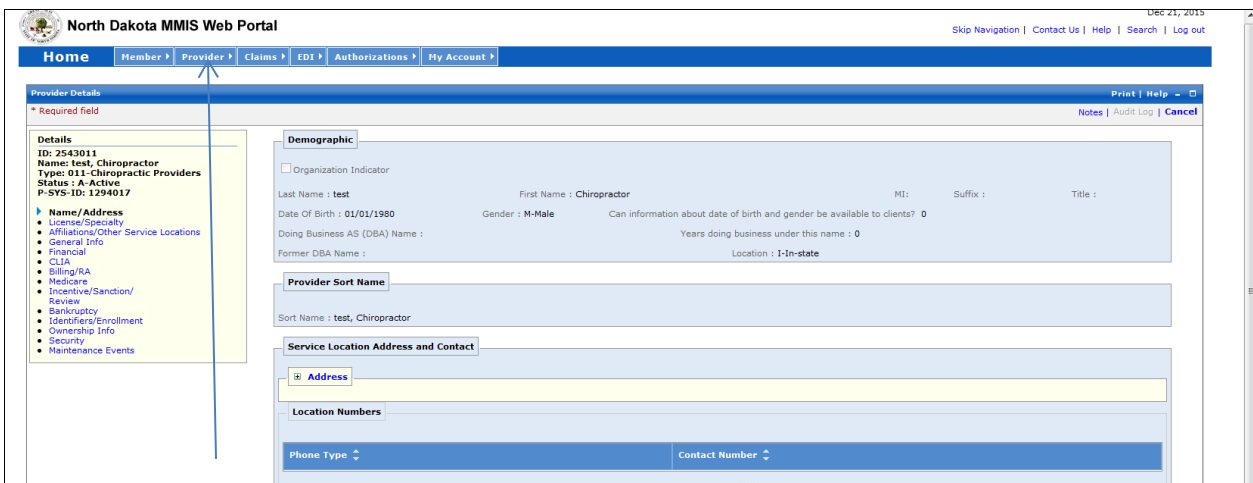 Dec 21, 2015
North Dakota MMIS Web Portal
Skip Navigation | Contact Us | Help | Search | Log out
Home Member Provider Claims EDI Authorizations My Account
Provider Details Print | Help
* Required field Notes | Audit Log | Cancel
Details
ID: 2543011
Name: test, Chiropractor
Type: 011-Chiropractic Providers
Status : A-Active
P-SYS-ID: 1294017
Name/Address
License/Specialty
Affiliations/Other Service Locations
General Info
Financial
CLIA
Billing/RA
Medicare
Incentive/Sanction/
Review
Bankruptcy
Identifiers/Enrollment
Ownership Info
Security
Maintenance Events
Demographic
Organization Indicator
Last Name : test First Name : Chiropractor MI: Suffix : Title :
Date Of Birth : 01/01/1980 Gender : M-Male Can information about date of birth and gender be available to clients? 0
Doing Business AS (DBA) Name : Years doing business under this name : 0
Former DBA Name : Location : I-In-state
Provider Sort Name
Sort Name : test, Chiropractor
Service Location Address and Contact
Address
Location Numbers
Phone Type Contact Number